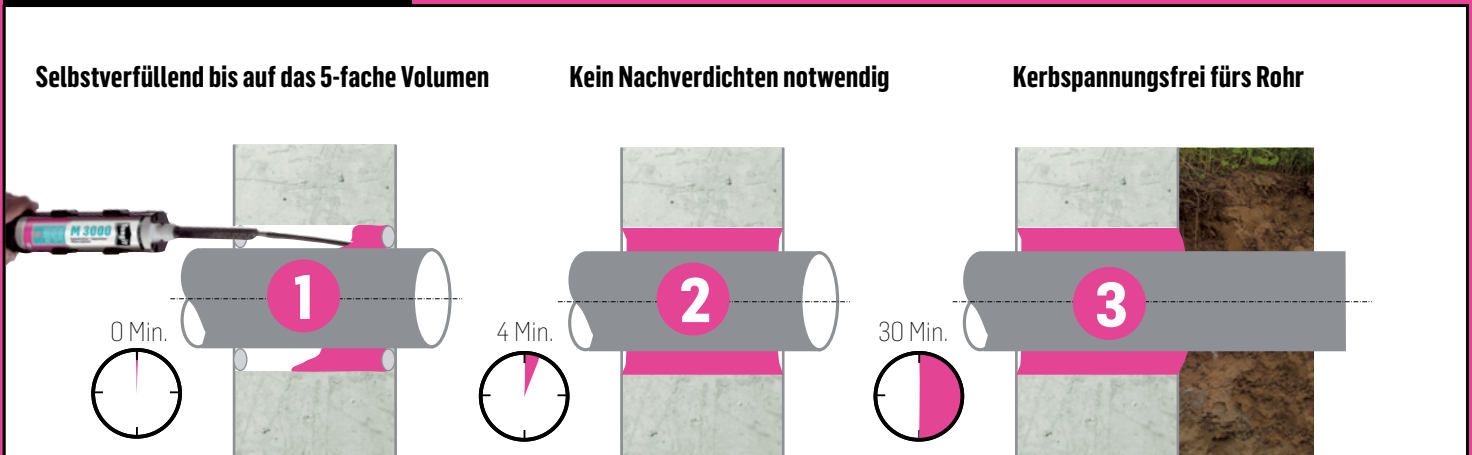 Selbstverfüllend bis auf das 5-fache Volumen
Kein Nachverdichten notwendig
Kerbspannungsfrei fürs Rohr
M 3000
1
2
3
0 Min.
4 Min.
30 Min.